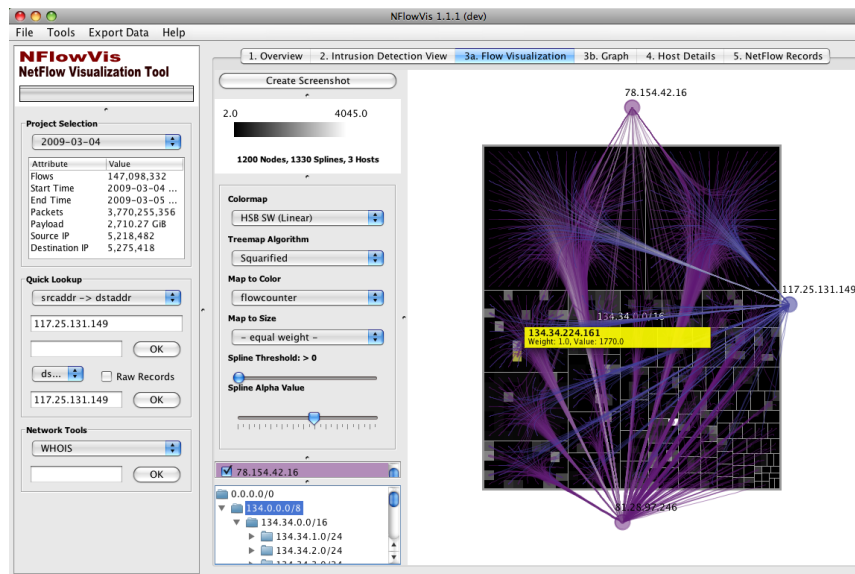 NFlowVis 1.1.1 (dev)
File Tools Export Data Help
NFlowVis
NetFlow Visualization Tool
Project Selection
2009-03-04
Attribute Value
Flows 147,098,332
Start Time 2009-03-04 ...
End Time 2009-03-05 ...
Packets 3,770,255,356
Payload 2,710.27 GiB
Source IP 5,218,482
Destination IP 5,275,418
Quick Lookup
srcaddr -> dstaddr
117.25.131.149
OK
ds... Raw Records
117.25.131.149 OK
Network Tools
WHOIS
OK
1. Overview 2. Intrusion Detection View 3a. Flow Visualization 3b. Graph 4. Host Details 5. NetFlow Records
Create Screenshot
2.0 4045.0
1200 Nodes, 1330 Splines, 3 Hosts
Colormap
HSB SW (Linear)
Treemap Algorithm
Squarified
Map to Color
flowcounter
Map to Size
- equal weight -
Spline Threshold: > 0
Spline Alpha Value
78.154.42.16
0.0.0.0/0
134.0.0.0/8
134.34.0.0/16
134.34.1.0/24
134.34.2.0/24
78.154.42.16
117.25.131.149
134.34.0.0/16
134.34.224.161
Weight: 1.0, Value: 1770.0
81.28.97.246